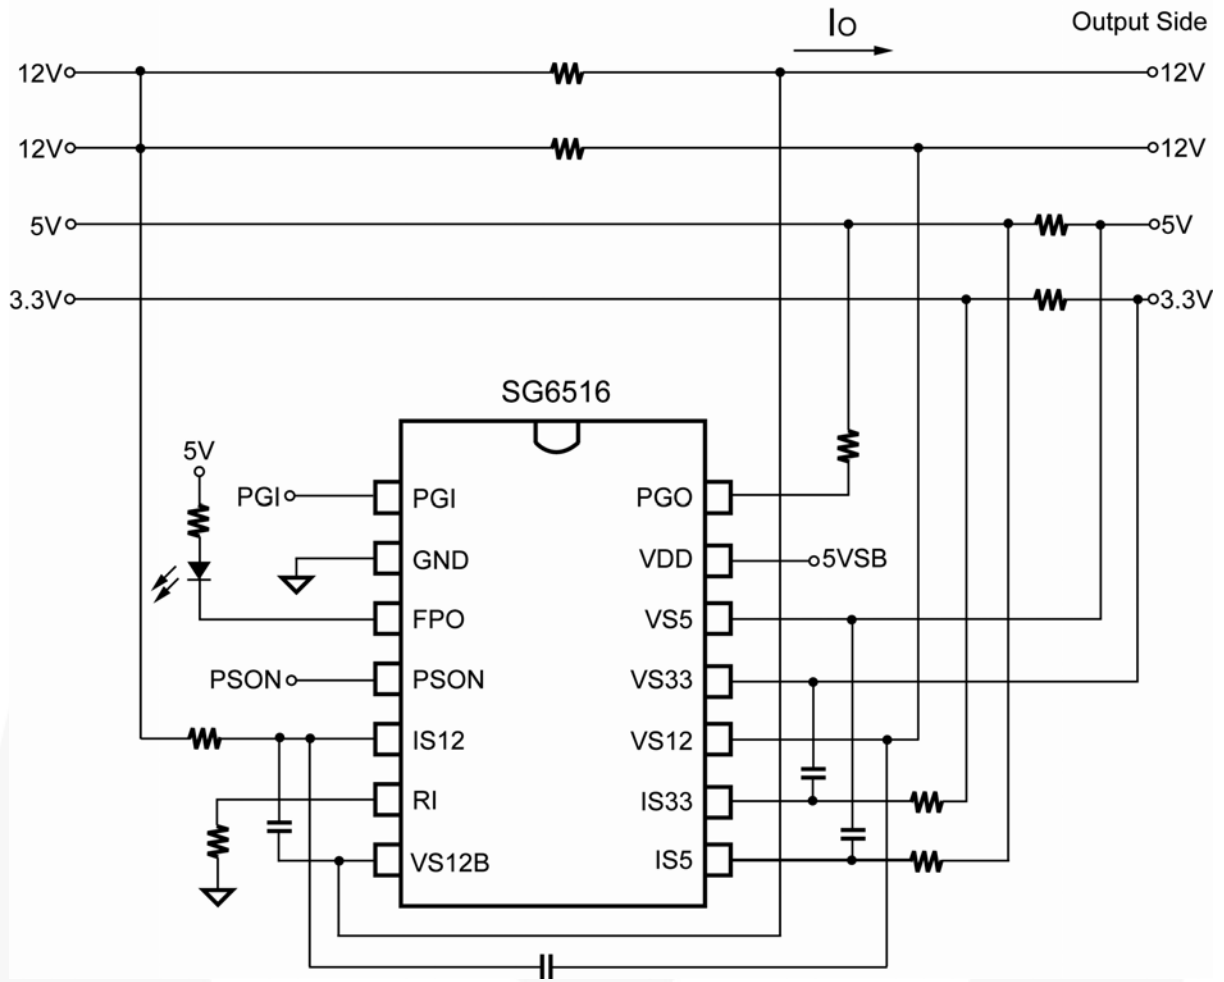 IO
Output Side
12V
12V
12V
12V
5V
5V
3.3V
3.3V
SG6516
5V
PGI
PGI
PGO
GND
VDD
5VSB
FPO
VS5
PSON
PSON
VS33
IS12
VS12
RI
IS33
VS12B
IS5